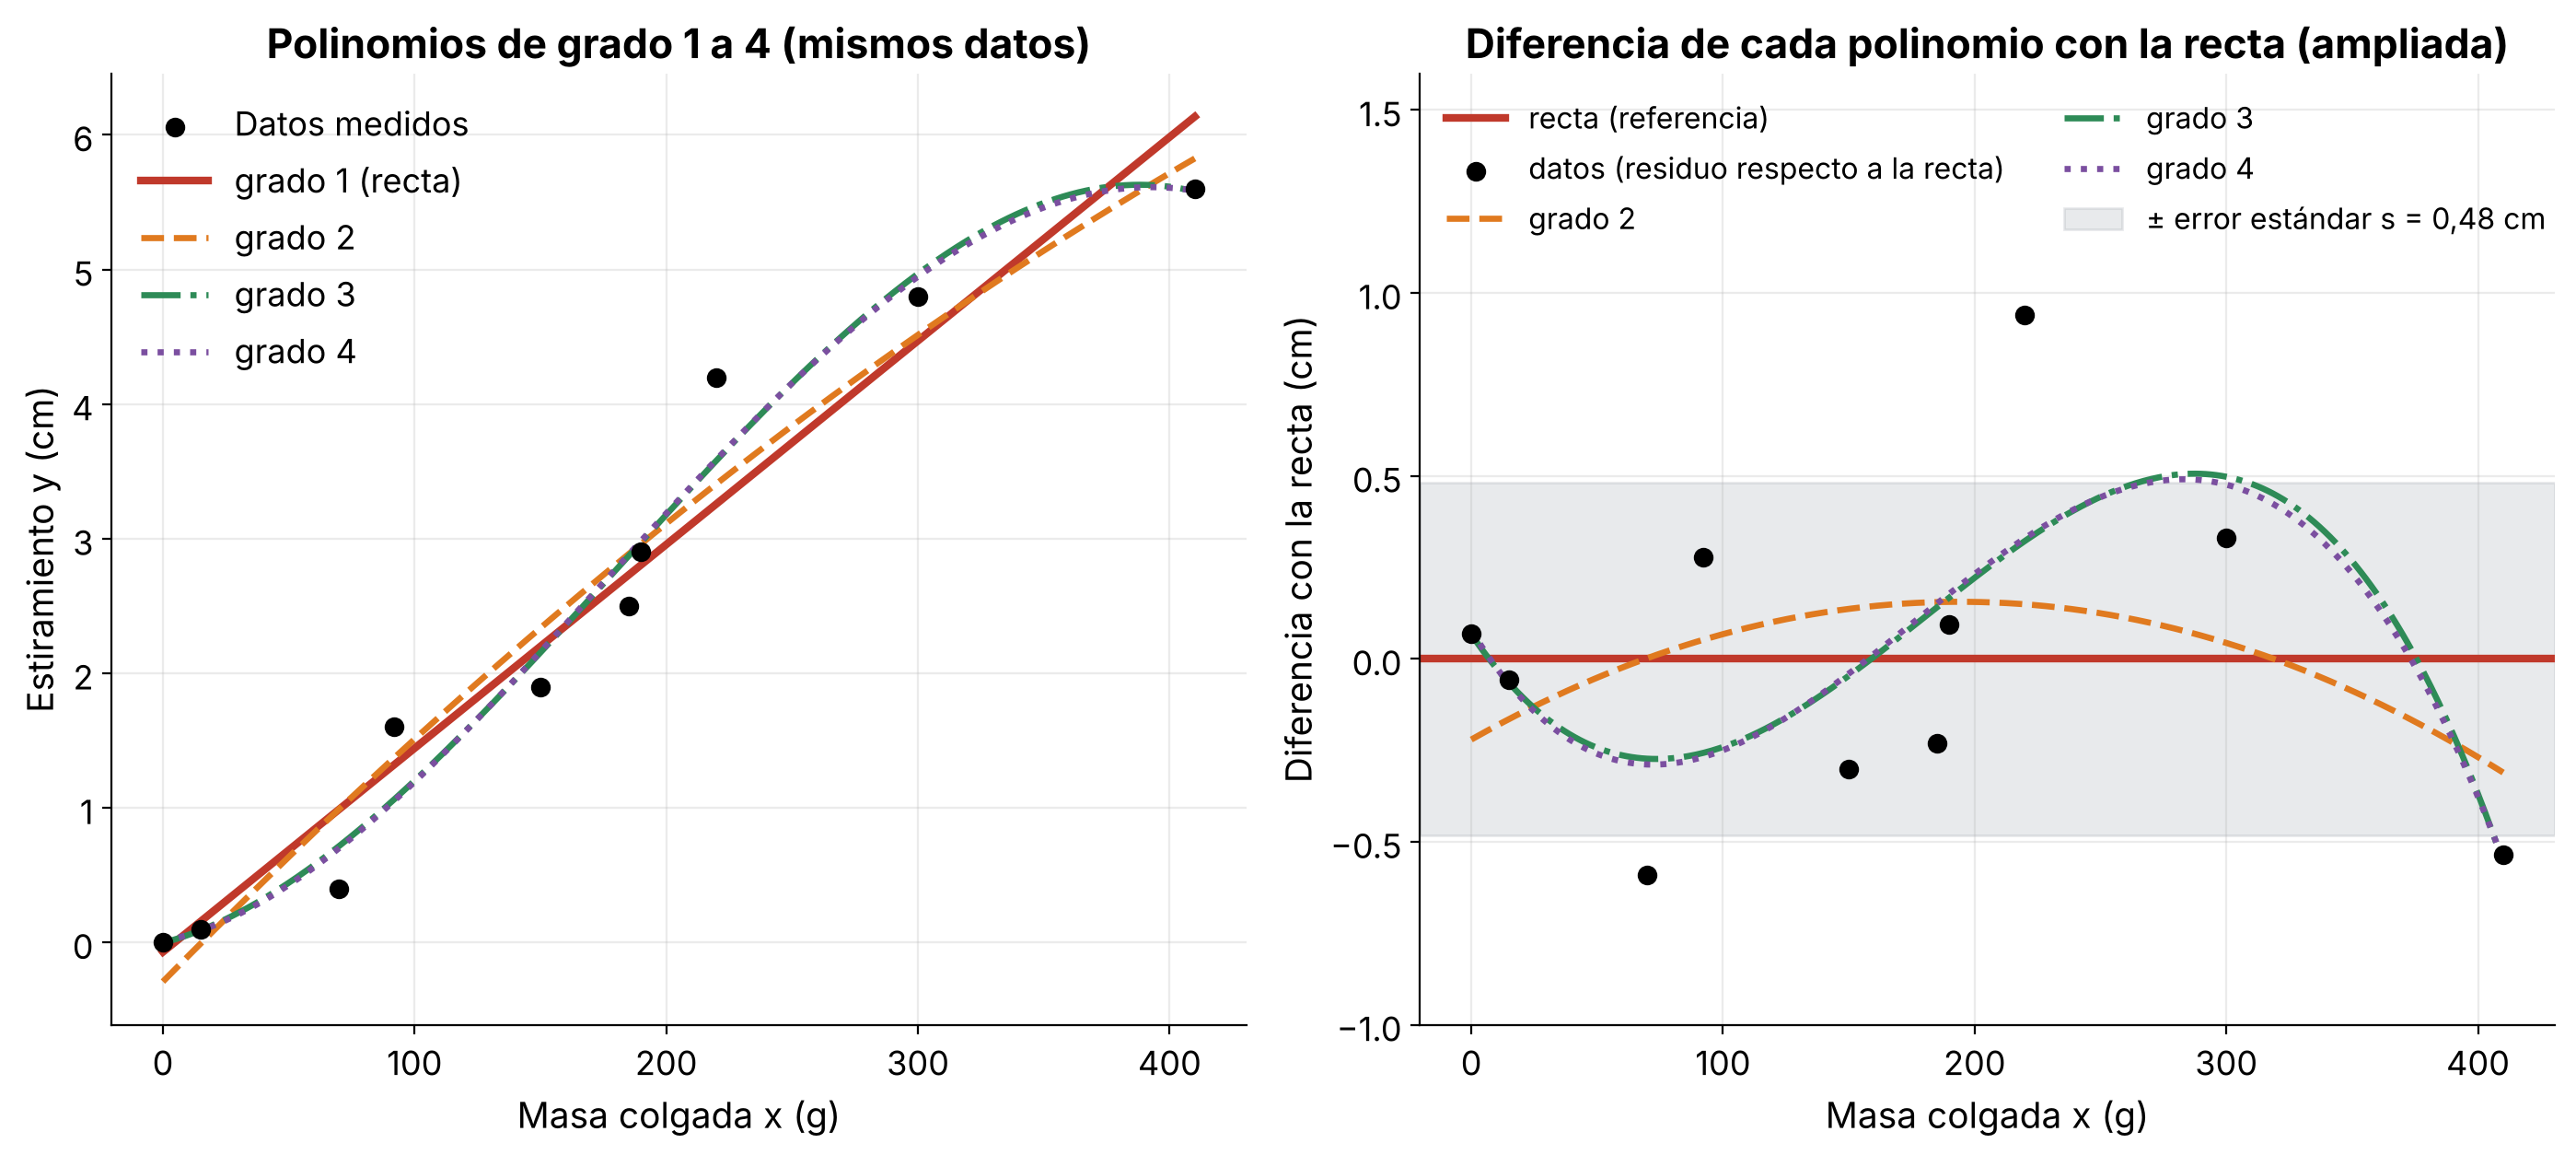 Polinomios de grado 1 a 4 (mismos datos)
Datos medidos
grado 1 (recta)
grado 2
grado 3
grado 4
Estiramiento y (cm)
6
5
4
3
2
1
0
0
100
200
300
400
Masa colgada x (g)
Diferencia de cada polinomio con la recta (ampliada)
recta (referencia)
datos (residuo respecto a la recta)
grado 2
grado 3
grado 4
± error estándar s = 0,48 cm
Diferencia con la recta (cm)
1.5
1.0
0.5
0.0
−0.5
−1.0
0
100
200
300
400
Masa colgada x (g)